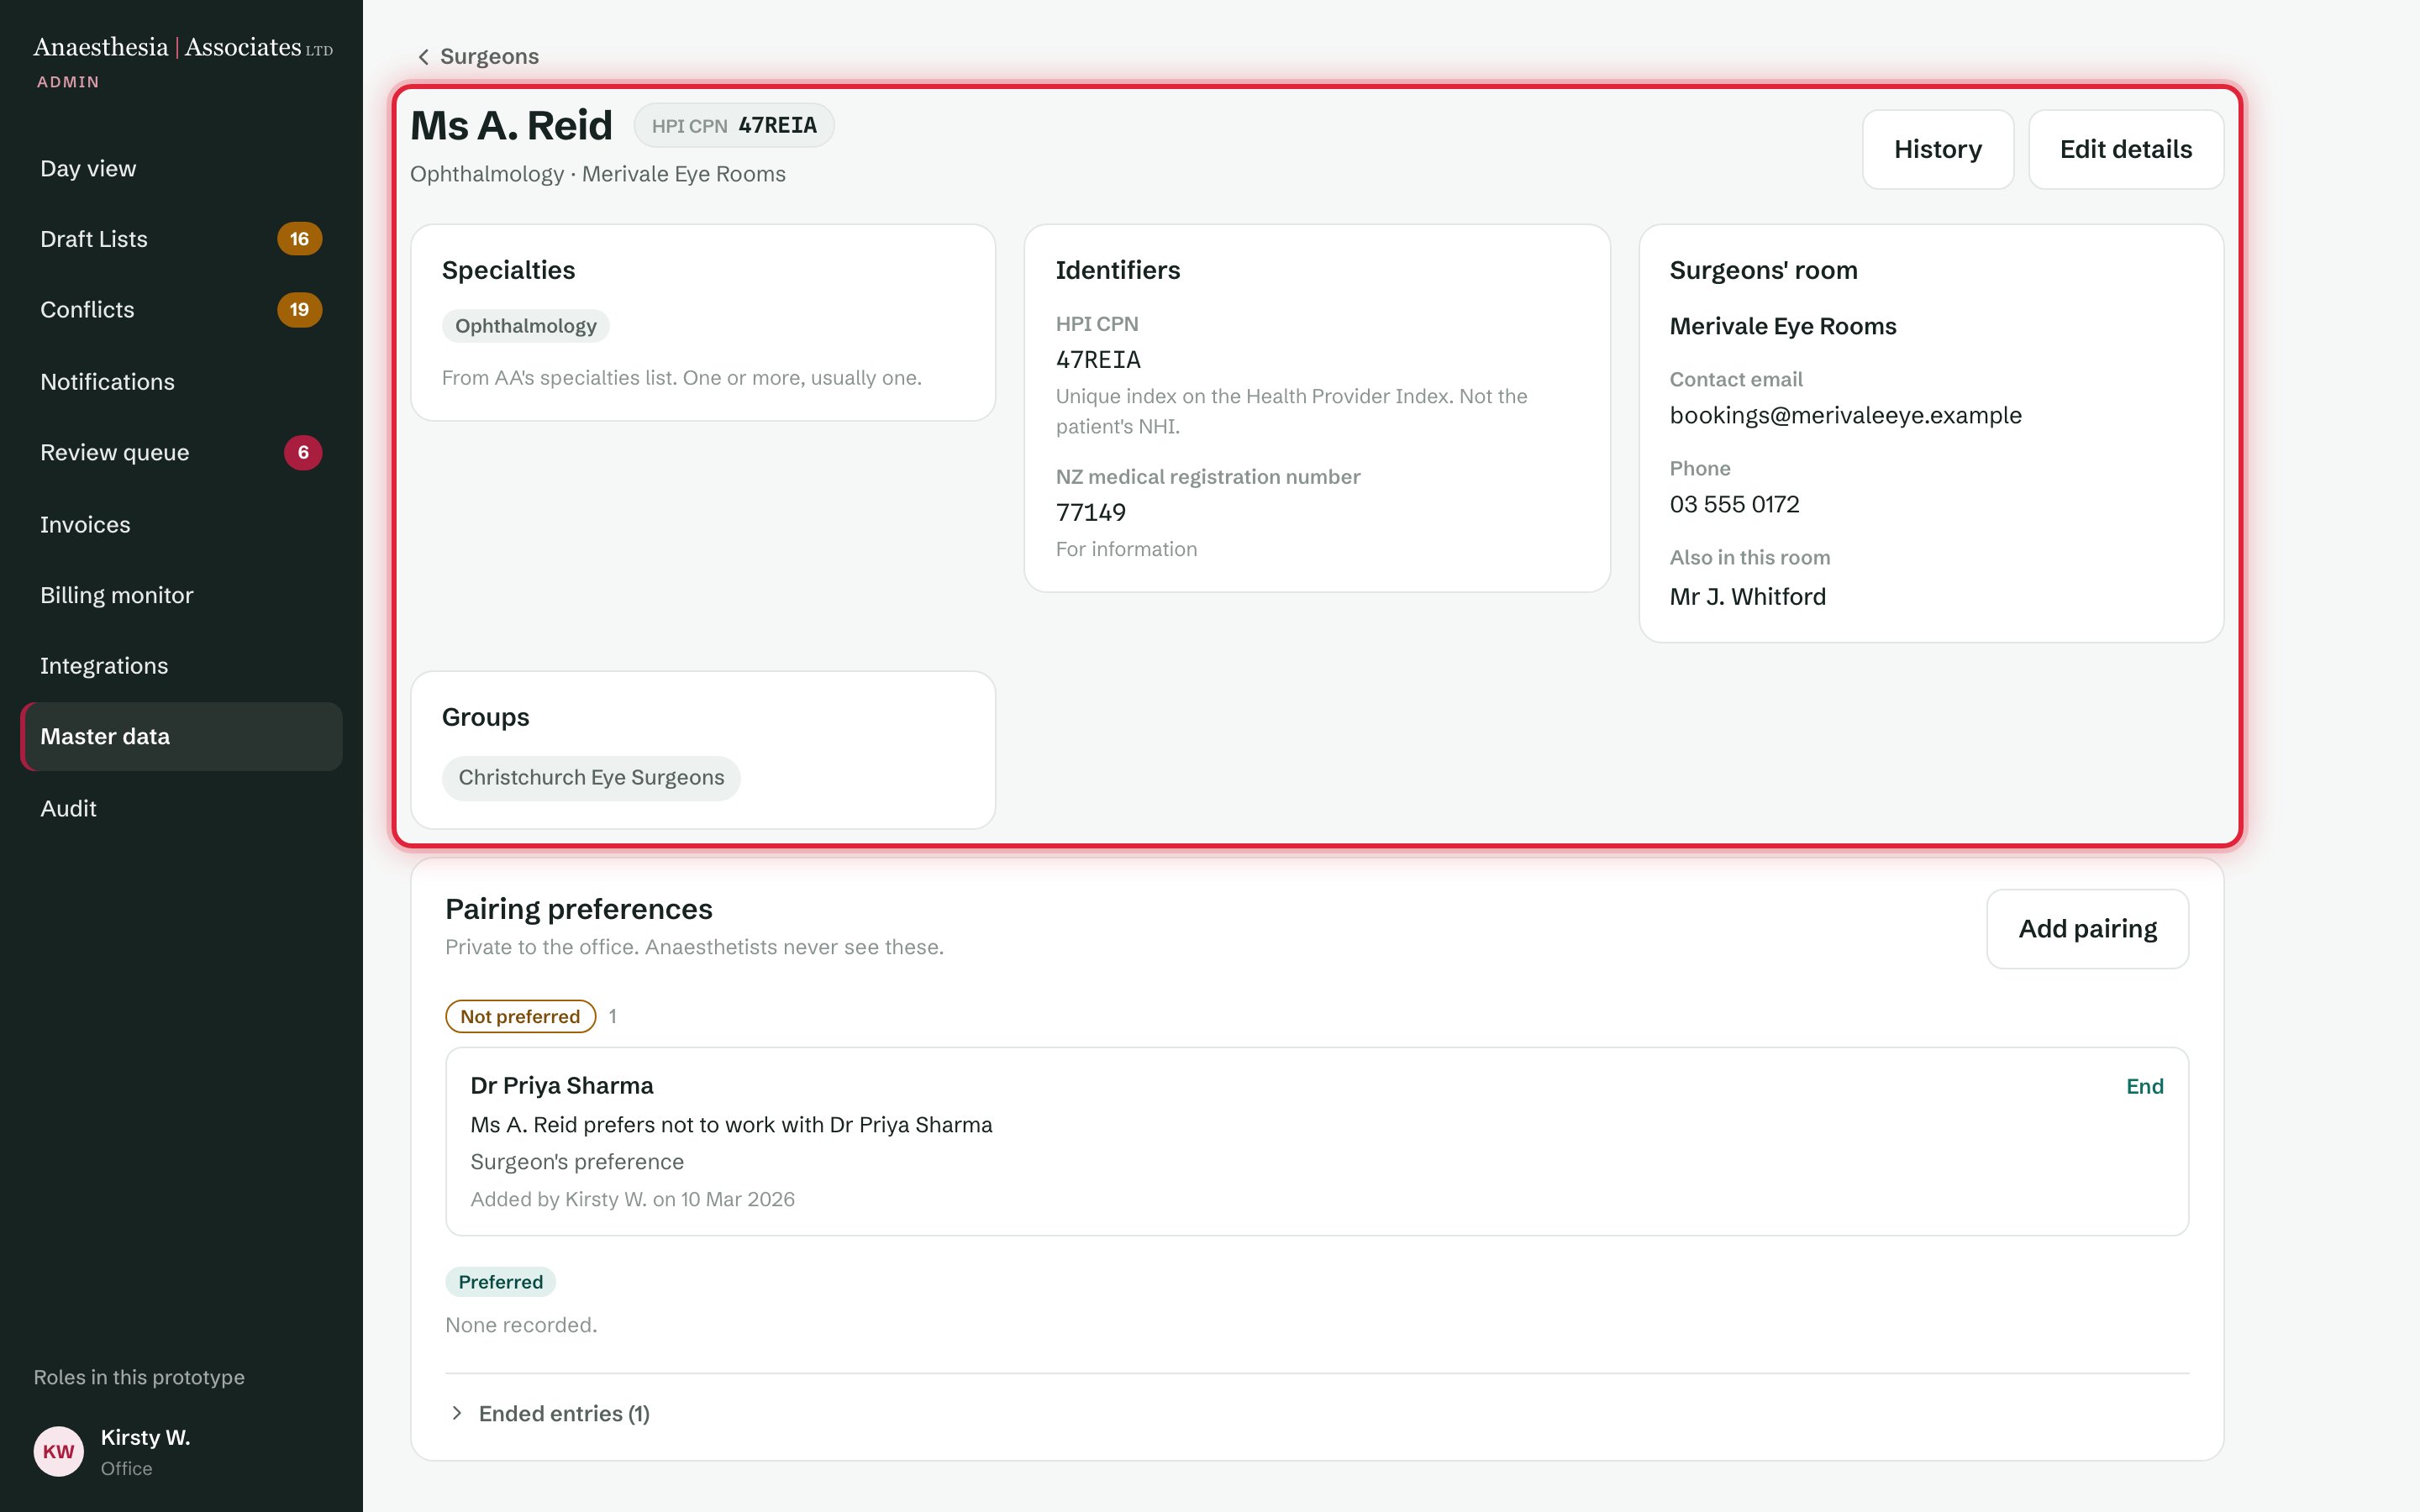 Anaesthesia | Associates LTD
ADMIN
Day view
Draft Lists 16
Conflicts 19
Notifications
Review queue 6
Invoices
Billing monitor
Integrations
Master data
Audit
Roles in this prototype
KW
Kirsty W.
Office
Surgeons
Ms A. Reid HPI CPN 47REIA
Ophthalmology · Merivale Eye Rooms
History
Edit details
Specialties
Ophthalmology
From AA's specialties list. One or more, usually one.
Identifiers
HPI CPN
47REIA
Unique index on the Health Provider Index. Not the
patient's NHI.
NZ medical registration number
77149
For information
Surgeons' room
Merivale Eye Rooms
Contact email
bookings@merivaleeye.example
Phone
03 555 0172
Also in this room
Mr J. Whitford
Groups
Christchurch Eye Surgeons
Pairing preferences
Private to the office. Anaesthetists never see these.
Add pairing
Not preferred 1
Dr Priya Sharma
End
Ms A. Reid prefers not to work with Dr Priya Sharma
Surgeon's preference
Added by Kirsty W. on 10 Mar 2026
Preferred
None recorded.
Ended entries (1)